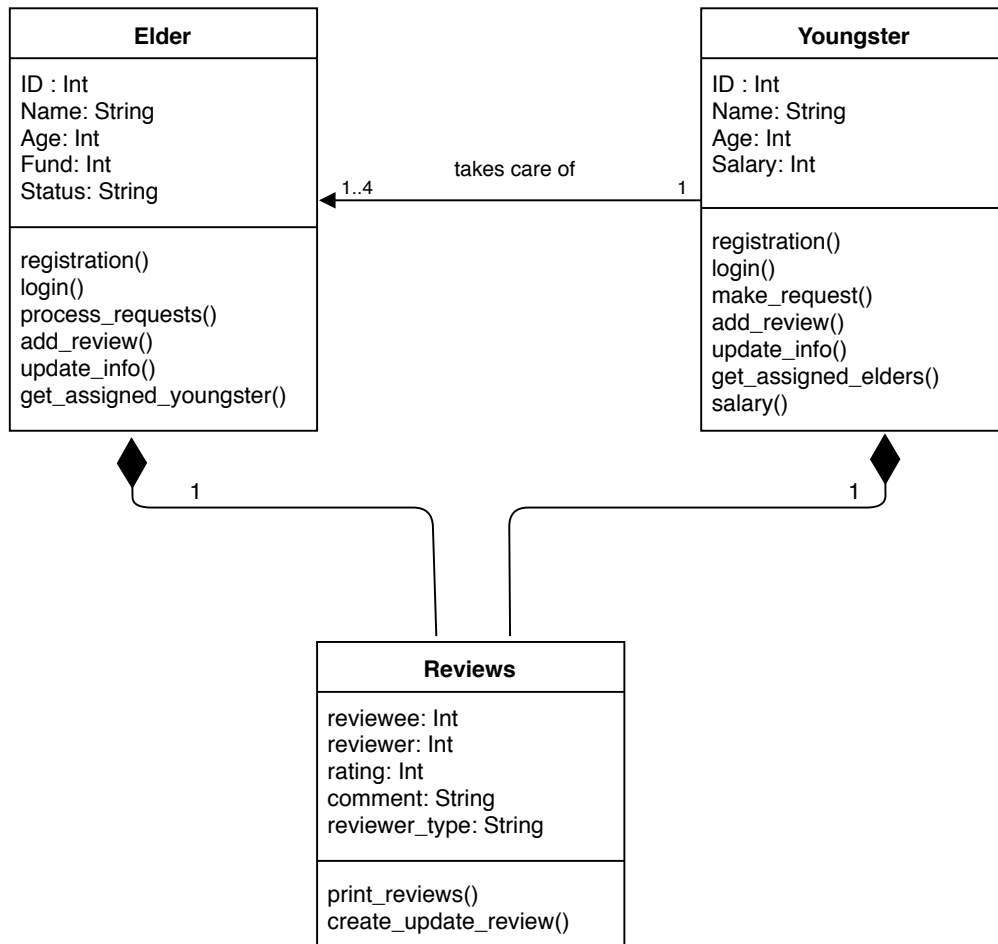 Elder
ID : Int
Name: String
Age: Int
Fund: Int
Status: String
registration()
login()
process_requests()
add_review()
update_info()
get_assigned_youngster()
takes care of
1..4
1
Youngster
ID : Int
Name: String
Age: Int
Salary: Int
registration()
login()
make_request()
add_review()
update_info()
get_assigned_elders()
salary()
1
1
Reviews
reviewee: Int
reviewer: Int
rating: Int
comment: String
reviewer_type: String
print_reviews()
create_update_review()